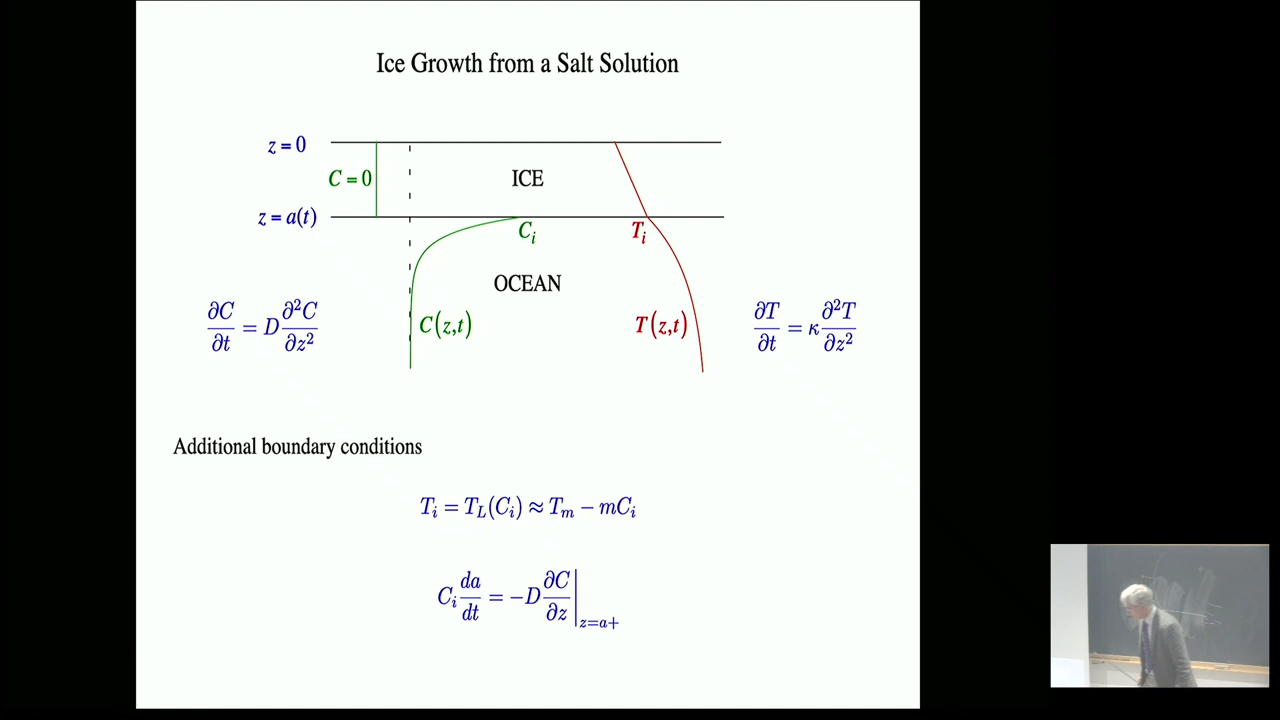 Ice Growth from a Salt Solution
z = 0
C = 0
ICE
z = a(t)
C_i
T_i
OCEAN
∂C/∂t = D ∂²C/∂z²
C(z,t)
T(z,t)
∂T/∂t = κ ∂²T/∂z²
Additional boundary conditions
T_i = T_L(C_i) ≈ T_m − mC_i
C_i da/dt = −D ∂C/∂z |_{z=a+}